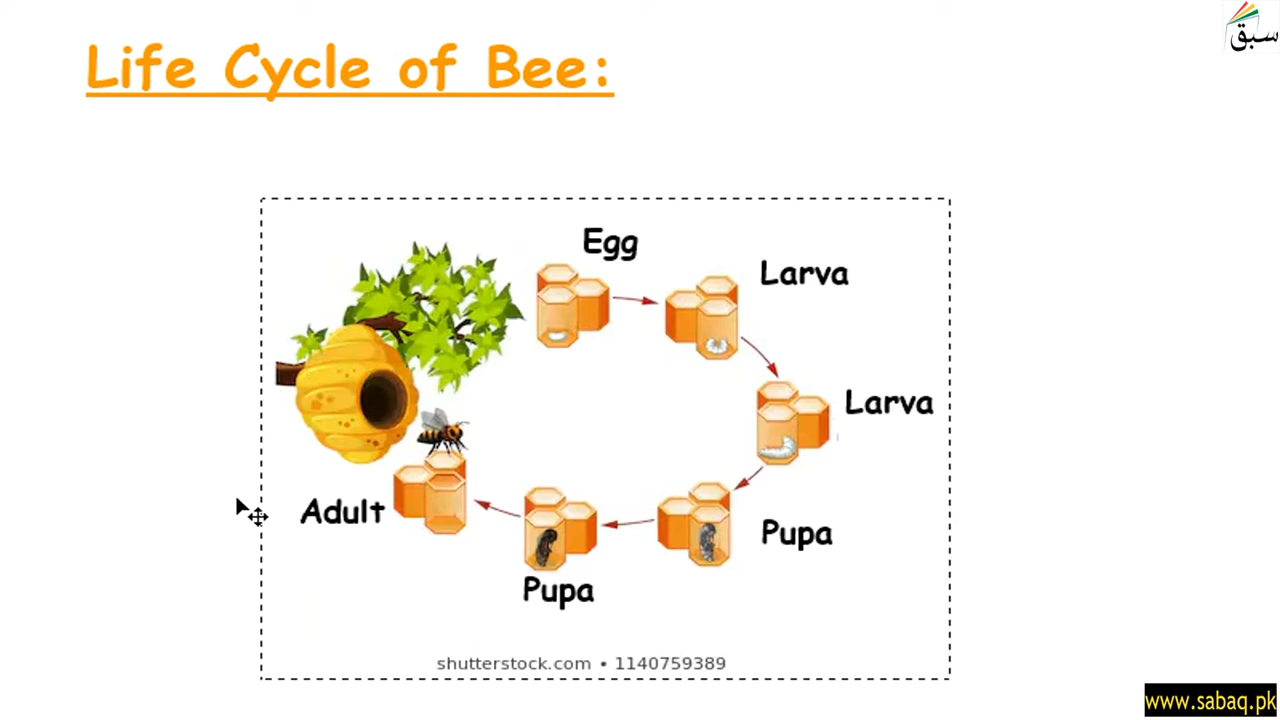 Life Cycle of Bee:
سبق
Egg
Larva
Larva
Adult
Pupa
Pupa
shutterstock.com • 1140759389
www.sabaq.pk